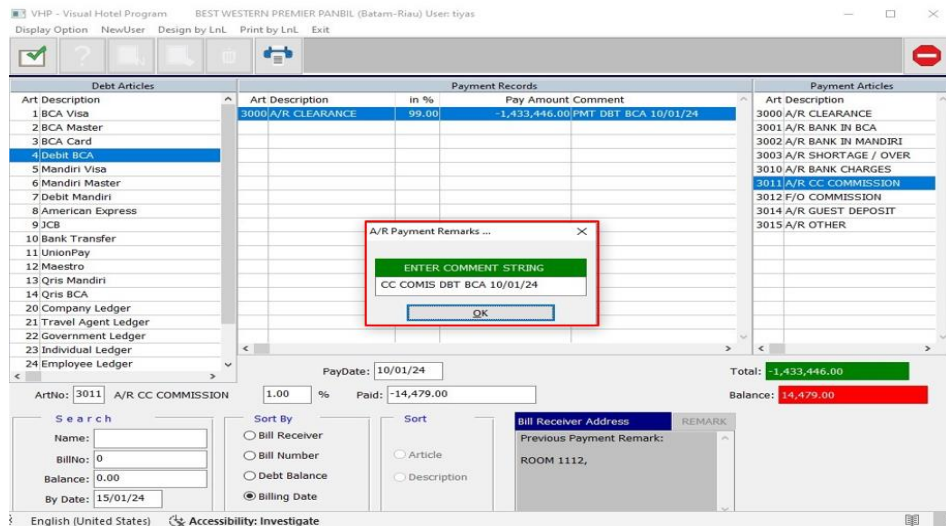 VHP - Visual Hotel Program BEST WESTERN PREMIER PANBIL (Batam-Riau) User: tiyas
Display Option NewUser Design by LnL Print by LnL Exit
Debt Articles Payment Records Payment Articles
Art Description
1 BCA Visa
2 BCA Master
3 BCA Card
4 Debit BCA
5 Mandiri Visa
6 Mandiri Master
7 Debit Mandiri
8 American Express
9 JCB
10 Bank Transfer
11 UnionPay
12 Maestro
13 Qris Mandiri
14 Qris BCA
20 Company Ledger
21 Travel Agent Ledger
22 Government Ledger
23 Individual Ledger
24 Employee Ledger
Art Description in % Pay Amount Comment
3000 A/R CLEARANCE 99.00 -1,433,446.00 PMT DBT BCA 10/01/24
Art Description
3000 A/R CLEARANCE
3001 A/R BANK IN BCA
3002 A/R BANK IN MANDIRI
3003 A/R SHORTAGE / OVER
3010 A/R BANK CHARGES
3011 A/R CC COMMISSION
3012 F/O COMMISSION
3014 A/R GUEST DEPOSIT
3015 A/R OTHER
A/R Payment Remarks ...
ENTER COMMENT STRING
CC COMIS DBT BCA 10/01/24
OK
PayDate: 10/01/24 Total: -1,433,446.00
ArtNo: 3011 A/R CC COMMISSION 1.00 % Paid: -14,479.00 Balance: 14,479.00
Search
Name:
BillNo: 0
Balance: 0.00
By Date: 15/01/24
Sort By
Bill Receiver
Bill Number
Debt Balance
Billing Date
Sort
Article
Description
Bill Receiver Address REMARK
Previous Payment Remark:
ROOM 1112,
English (United States) Accessibility: Investigate